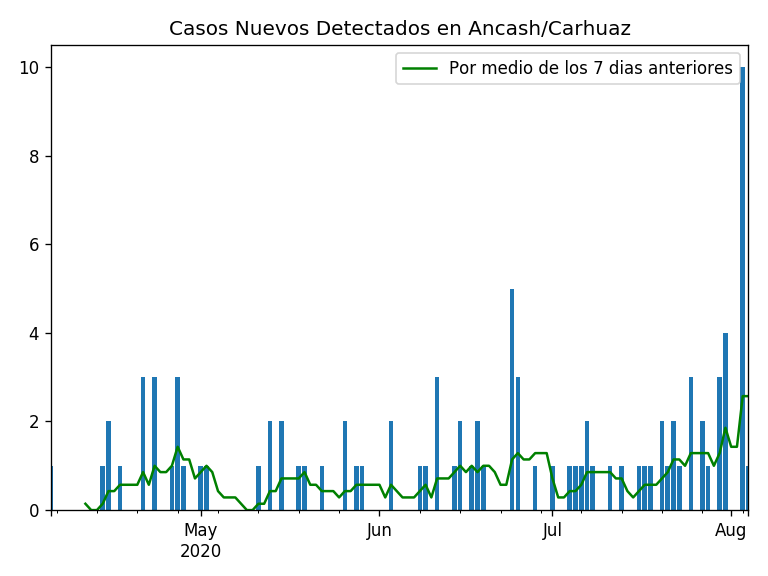 Casos Nuevos Detectados en Ancash/Carhuaz
Por medio de los 7 dias anteriores
10
8
6
4
2
0
May
2020
Jun
Jul
Aug